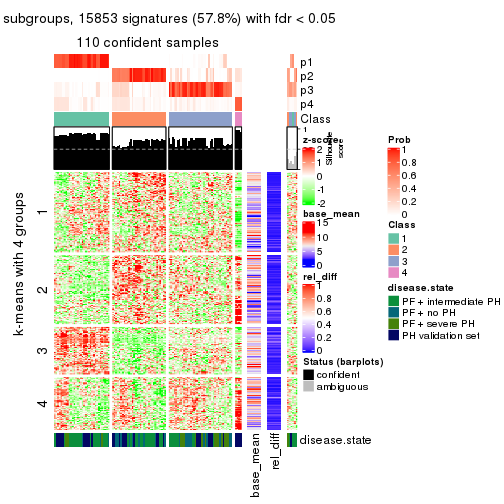 subgroups, 15853 signatures (57.8%) with fdr < 0.05
110 confident samples
p1
p2
p3
p4
Class
1
Silhouette
score
k-means with 4 groups
1
2
3
4
disease.state
base_mean
rel_diff
z-score
2
1
0
-1
-2
base_mean
15
10
5
0
rel_diff
1
0.8
0.6
0.4
0.2
0
Status (barplots)
confident
ambiguous
Prob
1
0.8
0.6
0.4
0.2
0
Class
1
2
3
4
disease.state
PF+ intermediate PH
PF+ no PH
PF+ severe PH
PH validation set